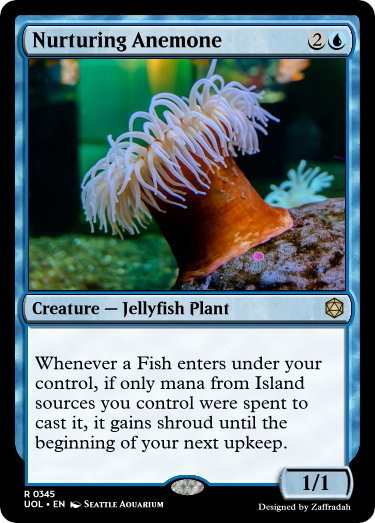 Nurturing Anemone 2
Creature — Jellyfish Plant
Whenever a Fish enters under your
control, if only mana from Island
sources you control were spent to
cast it, it gains shroud until the
beginning of your next upkeep.
1/1
R 0345
UOL • EN Seattle Aquarium
Designed by Zaffradah